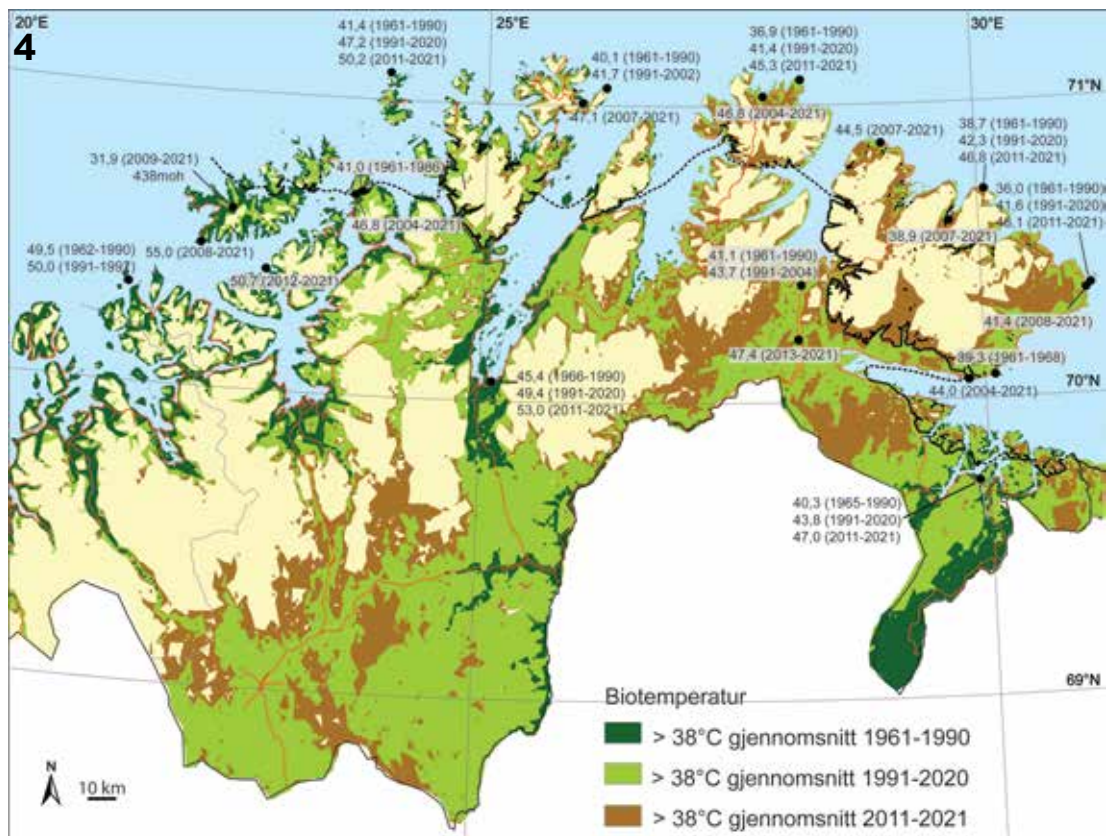 20°E
25°E
30°E
4
41,4 (1961-1990)
47,2 (1991-2020)
50,2 (2011-2021)
40,1 (1961-1990)
41,7 (1991-2002)
36,9 (1961-1990)
41,4 (1991-2020)
45,3 (2011-2021)
71°N
47,1 (2007-2021)
46,8 (2004-2021)
44,5 (2007-2021)
38,7 (1961-1990)
42,3 (1991-2020)
46,8 (2011-2021)
31,9 (2009-2021)
438moh
41,0 (1961-1986)
36,0 (1961-1990)
41,6 (1991-2020)
46,1 (2011-2021)
46,8 (2004-2021)
38,9 (2007-2021)
49,5 (1962-1990)
50,0 (1991-1997)
55,0 (2008-2021)
50,7 (2012-2021)
41,1 (1961-1990)
43,7 (1991-2004)
41,4 (2008-2021)
47,4 (2013-2021)
39,3 (1961-1968)
44,0 (2004-2021)
70°N
45,4 (1966-1990)
49,4 (1991-2020)
53,0 (2011-2021)
40,3 (1965-1990)
43,8 (1991-2020)
47,0 (2011-2021)
69°N
Biotemperatur
> 38°C gjennomsnitt 1961-1990
> 38°C gjennomsnitt 1991-2020
> 38°C gjennomsnitt 2011-2021
N
10 km